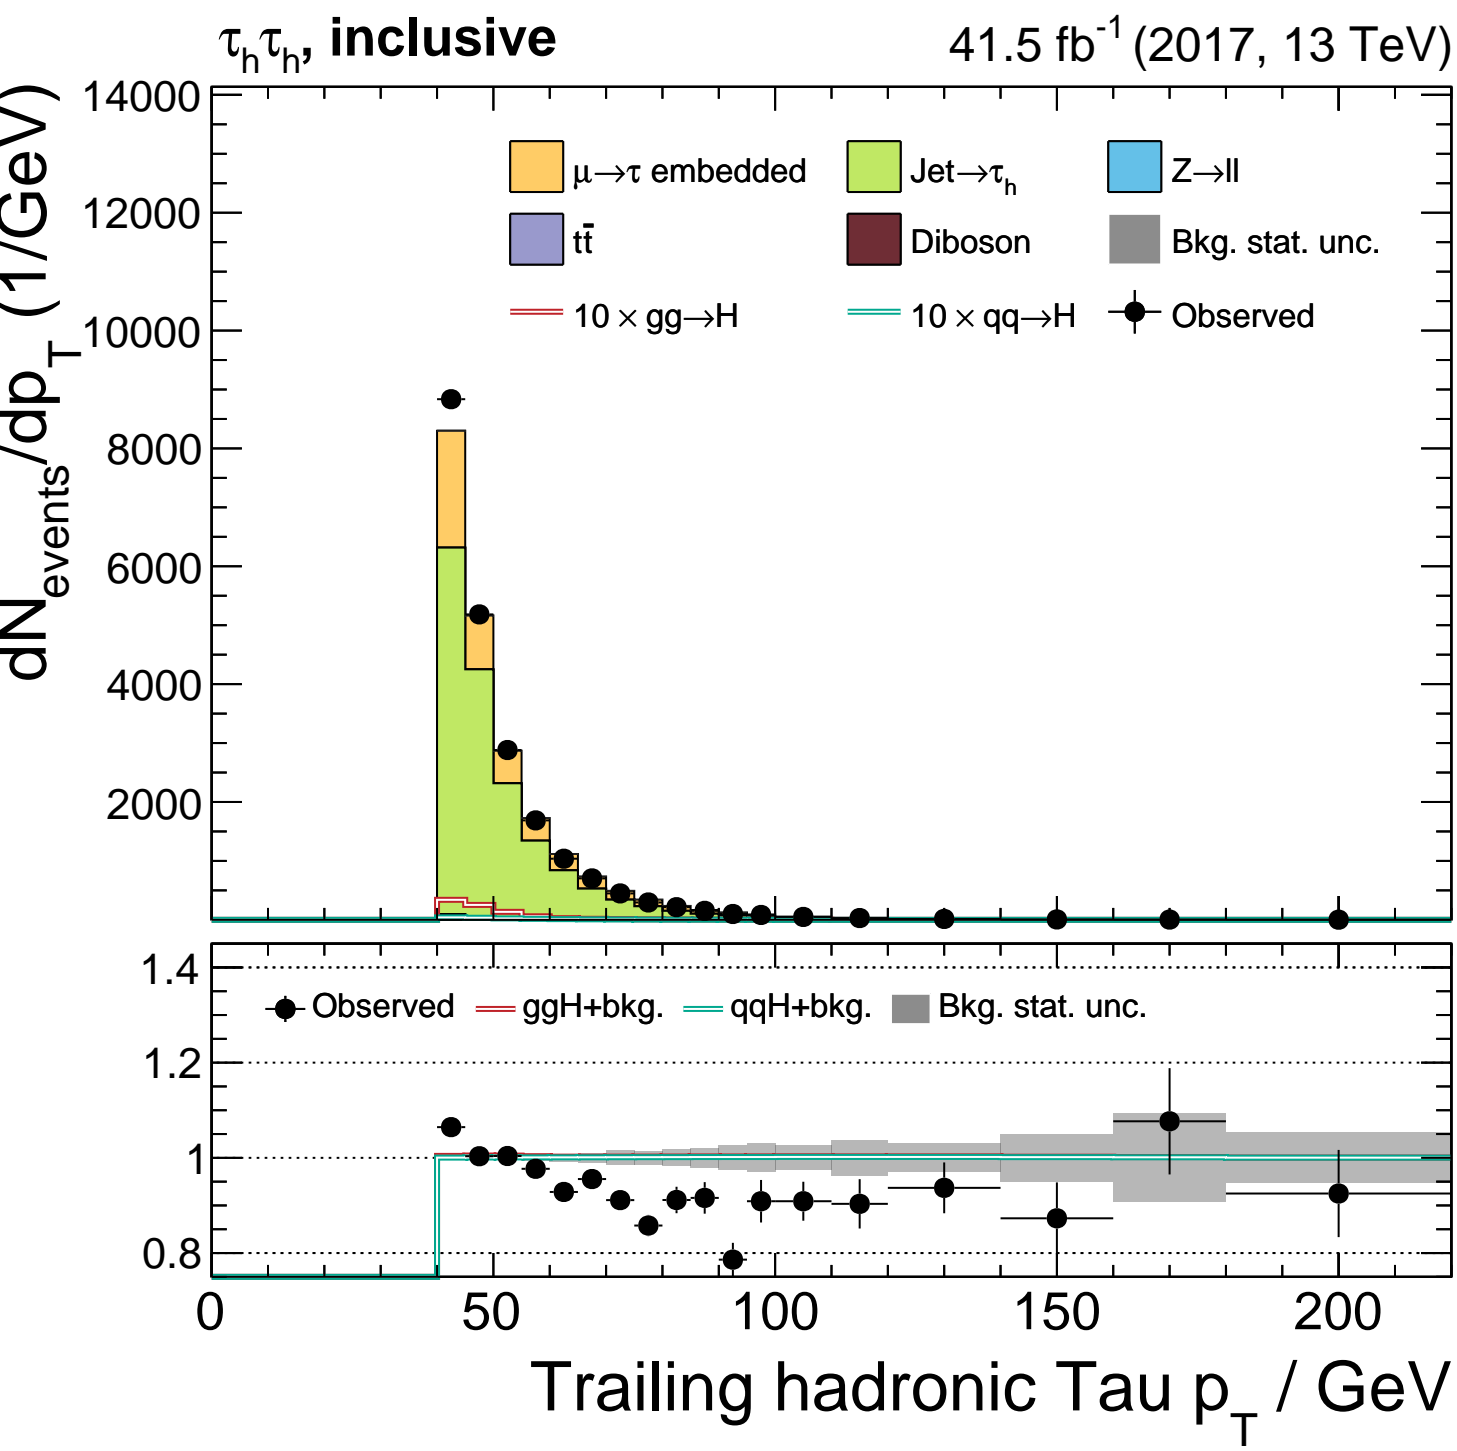 τhτh, inclusive
41.5 fb-1 (2017, 13 TeV)
dNevents/dpT (1/GeV)
14000
12000
10000
8000
6000
4000
2000
μ→τ embedded
Jet→τh
Z→ll
tt̄
Diboson
Bkg. stat. unc.
10 × gg→H
10 × qq→H
Observed
1.4
1.2
1
0.8
Observed
ggH+bkg.
qqH+bkg.
Bkg. stat. unc.
0
50
100
150
200
Trailing hadronic Tau pT / GeV